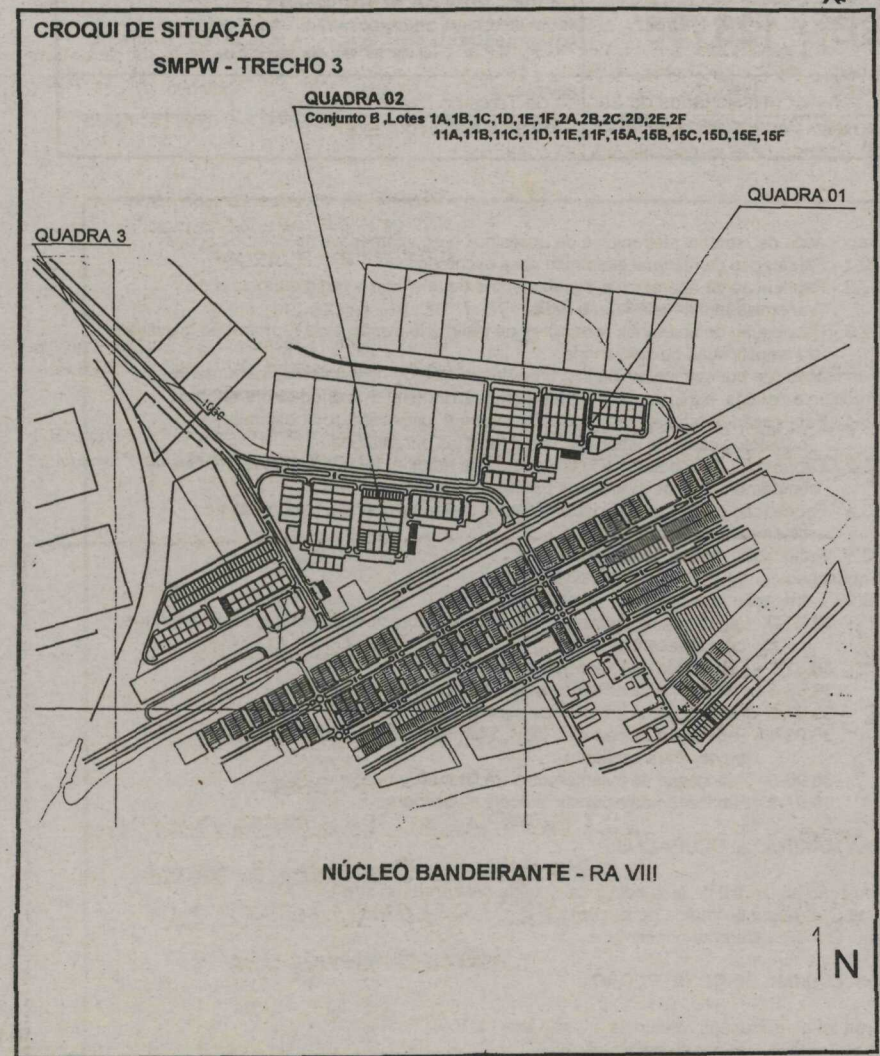 CROQUI DE SITUAÇÃO
SMPW - TRECHO 3
QUADRA 02
Conjunto B ,Lotes 1A,1B,1C,1D,1E,1F,2A,2B,2C,2D,2E,2F
11A,11B,11C,11D,11E,11F,15A,15B,15C,15D,15E,15F
QUADRA 01
QUADRA 3
NÚCLEO BANDEIRANTE - RA VIII
N